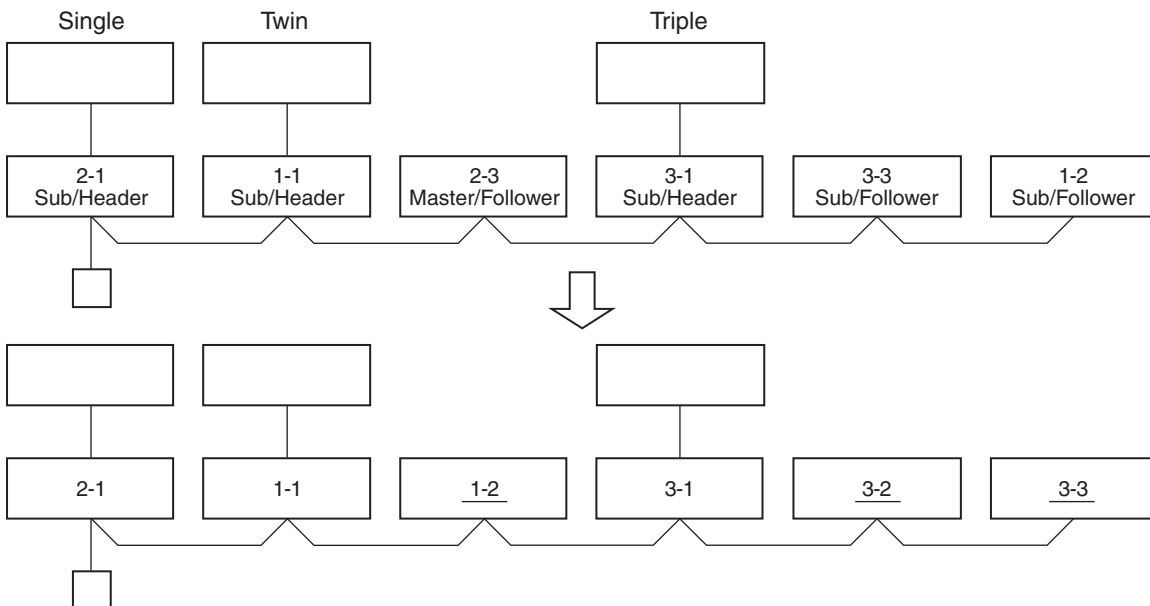 Single
Twin
Triple
2-1
Sub/Header
1-1
Sub/Header
2-3
Master/Follower
3-1
Sub/Header
3-3
Sub/Follower
1-2
Sub/Follower
2-1
1-1
1-2
3-1
3-2
3-3